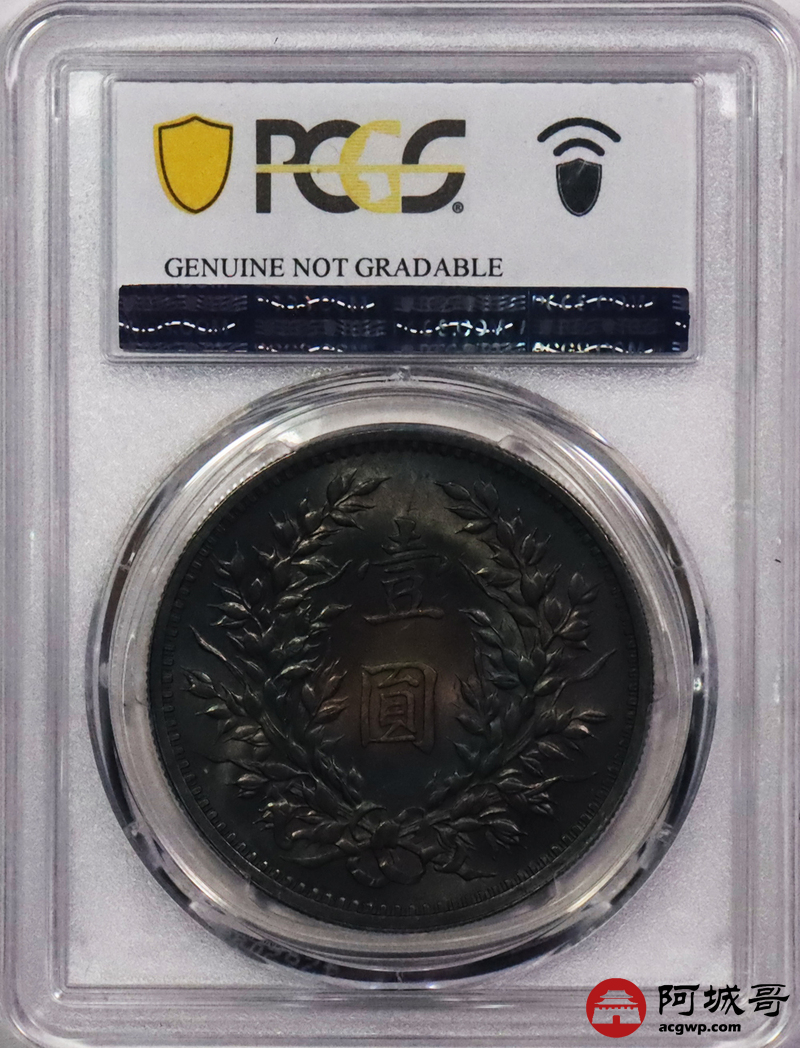 PCGS®
GENUINE NOT GRADABLE
壹
圓
阿城哥
acgwp.com